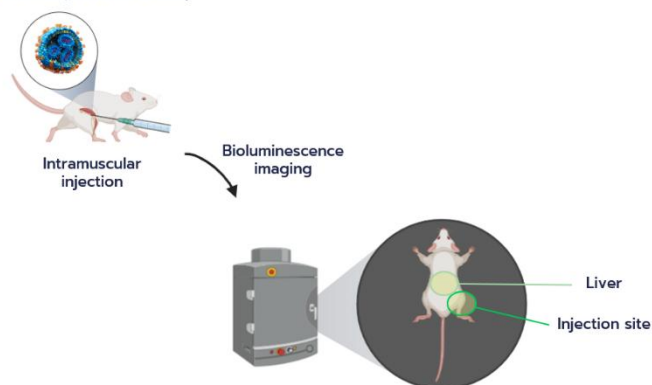 Intramuscular
injection
Bioluminescence
imaging
Liver
Injection site